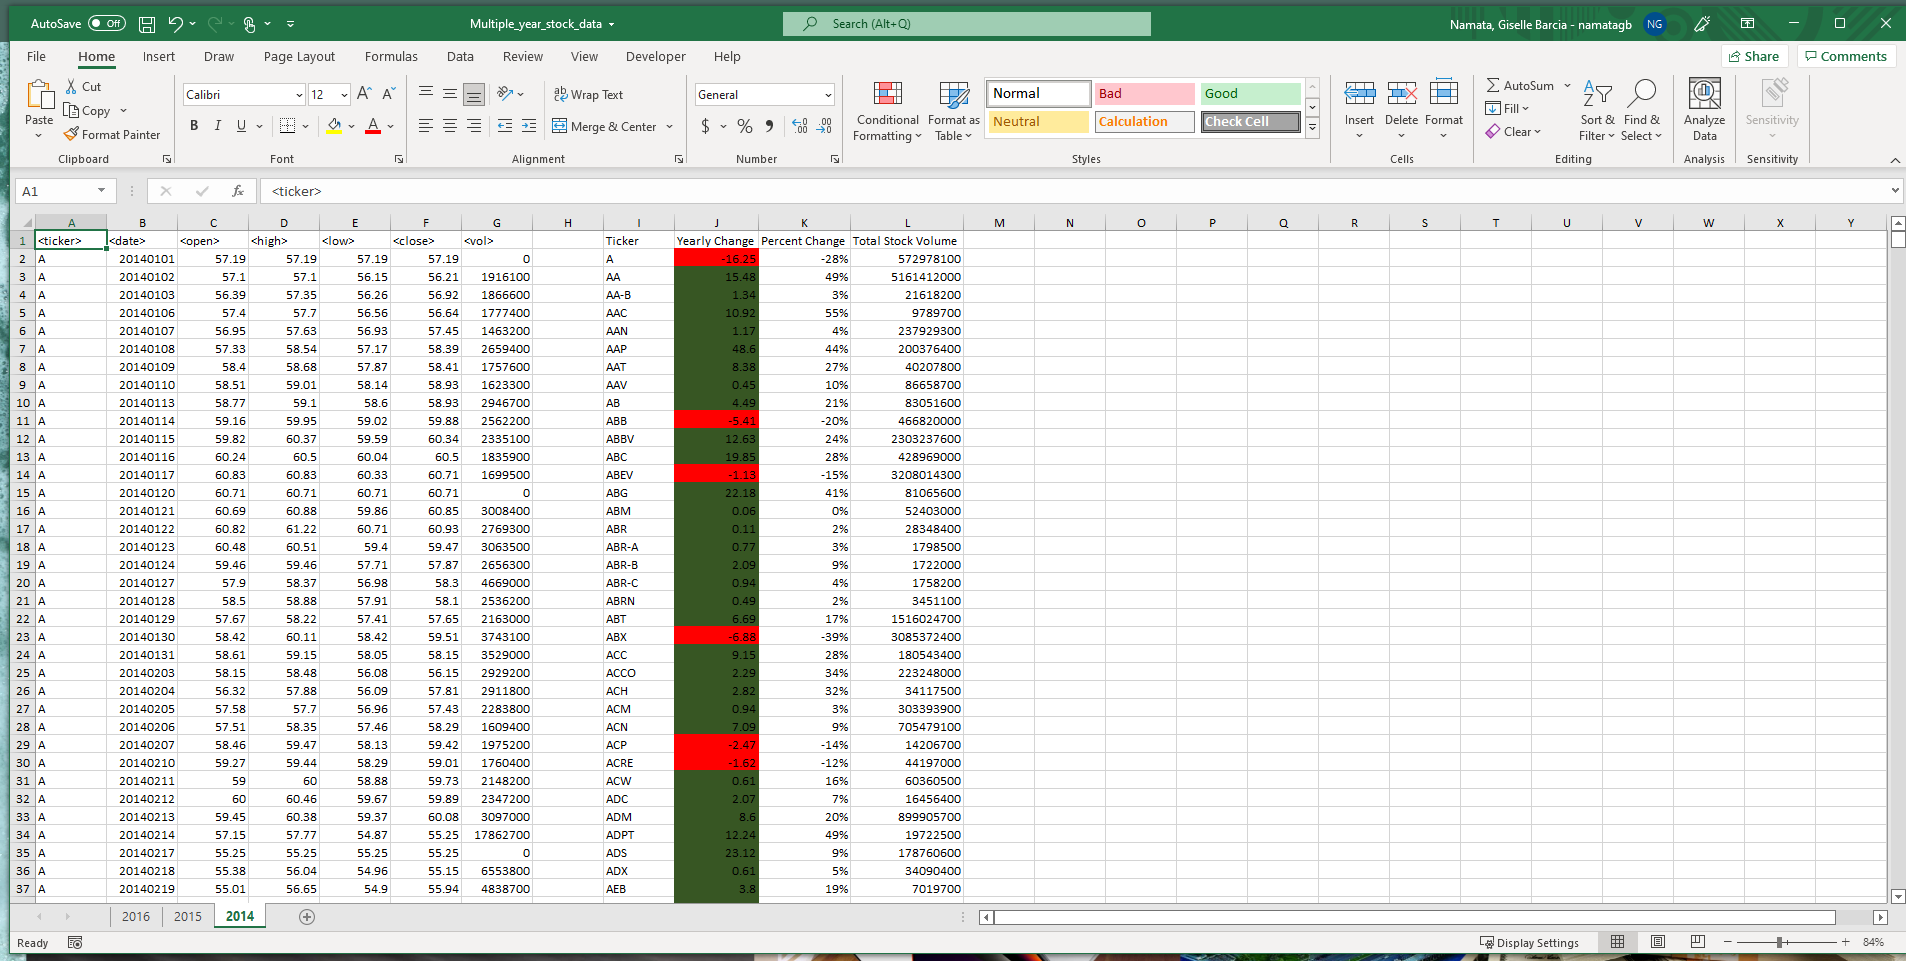 AutoSave Off Multiple_year_stock_data Search (Alt+Q) Namata, Giselle Barcia - namatagb NG
File Home Insert Draw Page Layout Formulas Data Review View Developer Help Share Comments
Paste Cut Copy Format Painter Clipboard
Calibri 12 A A B I U A Font
ab Wrap Text Merge & Center Alignment
General $ % Number
Conditional Formatting Format as Table Normal Bad Good Neutral Calculation Check Cell Styles
Insert Delete Format Cells
AutoSum Fill Clear Sort & Filter Find & Select Editing
Analyze Data Analysis
Sensitivity Sensitivity
A1 fx <ticker>
A B C D E F G H I J K L M N O P Q R S T U V W X Y
1 <ticker> <date> <open> <high> <low> <close> <vol> Ticker Yearly Change Percent Change Total Stock Volume
2 A 20140101 57.19 57.19 57.19 57.19 0 A -16.25 -28% 572978100
3 A 20140102 57.1 57.1 56.15 56.21 1916100 AA 15.48 49% 5161412000
4 A 20140103 56.39 57.35 56.26 56.92 1866600 AA-B 1.34 3% 21618200
5 A 20140106 57.4 57.7 56.56 56.64 1777400 AAC 10.92 55% 9789700
6 A 20140107 56.95 57.63 56.93 57.45 1463200 AAN 1.17 4% 237929300
7 A 20140108 57.33 58.54 57.17 58.39 2659400 AAP 48.6 44% 200376400
8 A 20140109 58.4 58.68 57.87 58.41 1757600 AAT 8.38 27% 40207800
9 A 20140110 58.51 59.01 58.14 58.93 1623300 AAV 0.45 10% 86658700
10 A 20140113 58.77 59.1 58.6 58.93 2946700 AB 4.49 21% 83051600
11 A 20140114 59.16 59.95 59.02 59.88 2562200 ABB -5.41 -20% 466820000
12 A 20140115 59.82 60.37 59.59 60.34 2335100 ABBV 12.63 24% 2303237600
13 A 20140116 60.24 60.5 60.04 60.5 1835900 ABC 19.85 28% 428969000
14 A 20140117 60.83 60.83 60.33 60.71 1699500 ABEV -1.13 -15% 3208014300
15 A 20140120 60.71 60.71 60.71 60.71 0 ABG 22.18 41% 81065600
16 A 20140121 60.69 60.88 59.86 60.85 3008400 ABM 0.06 0% 52403000
17 A 20140122 60.82 61.22 60.71 60.93 2769300 ABR 0.11 2% 28348400
18 A 20140123 60.48 60.51 59.4 59.47 3063500 ABR-A 0.77 3% 1798500
19 A 20140124 59.46 59.46 57.71 57.87 2656300 ABR-B 2.09 9% 1722000
20 A 20140127 57.9 58.37 56.98 58.3 4669000 ABR-C 0.94 4% 1758200
21 A 20140128 58.5 58.88 57.91 58.1 2536200 ABRN 0.49 2% 3451100
22 A 20140129 57.67 58.22 57.41 57.65 2163000 ABT 6.69 17% 1516024700
23 A 20140130 58.42 60.11 58.42 59.51 3743100 ABX -6.88 -39% 3085372400
24 A 20140131 58.61 59.15 58.05 58.15 3529000 ACC 9.15 28% 180543400
25 A 20140203 58.15 58.48 56.08 56.15 2929200 ACCO 2.29 34% 223248000
26 A 20140204 56.32 57.88 56.09 57.81 2911800 ACH 2.82 32% 34117500
27 A 20140205 57.58 57.7 56.96 57.43 2283800 ACM 0.94 3% 303393900
28 A 20140206 57.51 58.35 57.46 58.29 1609400 ACN 7.09 9% 705479100
29 A 20140207 58.46 59.47 58.13 59.42 1975200 ACP -2.47 -14% 14206700
30 A 20140210 59.27 59.44 58.29 59.01 1760400 ACRE -1.62 -12% 44197000
31 A 20140211 59 60 58.88 59.73 2148200 ACW 0.61 16% 60360500
32 A 20140212 60 60.46 59.67 59.89 2347200 ADC 2.07 7% 16456400
33 A 20140213 59.45 60.38 59.37 60.08 3097000 ADM 8.6 20% 899905700
34 A 20140214 57.15 57.77 54.87 55.25 17862700 ADPT 12.24 49% 19722500
35 A 20140217 55.25 55.25 55.25 55.25 0 ADS 23.12 9% 178760600
36 A 20140218 55.38 56.04 54.96 55.15 6553800 ADX 0.61 5% 34090400
37 A 20140219 55.01 56.65 54.9 55.94 4838700 AEB 3.8 19% 7019700
2016 2015 2014
Ready Display Settings 84%